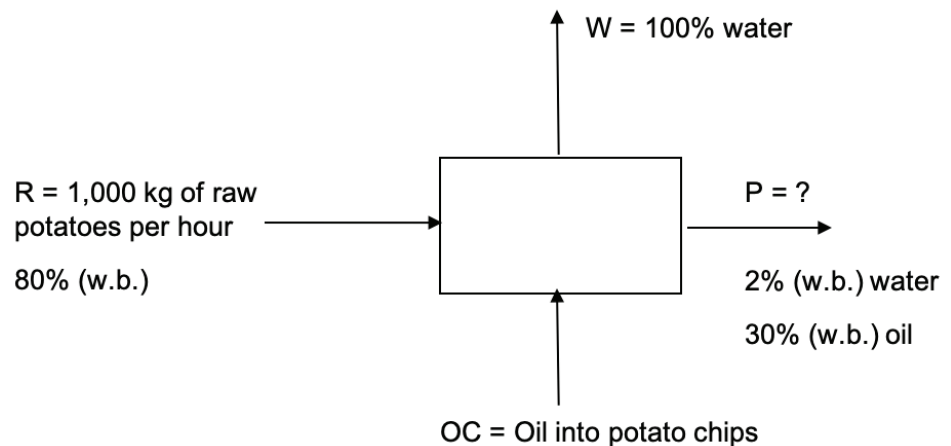 W = 100% water
R = 1,000 kg of raw
potatoes per hour
80% (w.b.)
P = ?
2% (w.b.) water
30% (w.b.) oil
OC = Oil into potato chips